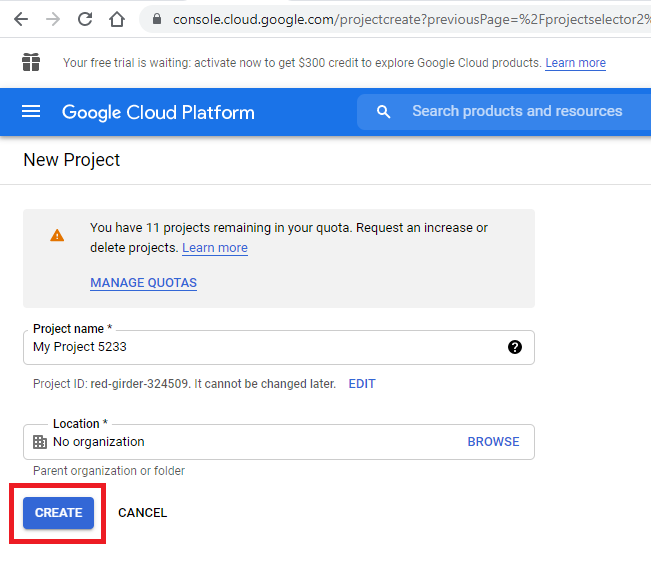 console.cloud.google.com/projectcreate?previousPage=%2Fprojectselector2%
Your free trial is waiting: activate now to get $300 credit to explore Google Cloud products. Learn more
Google Cloud Platform
Search products and resources
New Project
You have 11 projects remaining in your quota. Request an increase or
delete projects. Learn more
MANAGE QUOTAS
Project name *
My Project 5233
Project ID: red-girder-324509. It cannot be changed later. EDIT
Location *
No organization BROWSE
Parent organization or folder
CREATE CANCEL